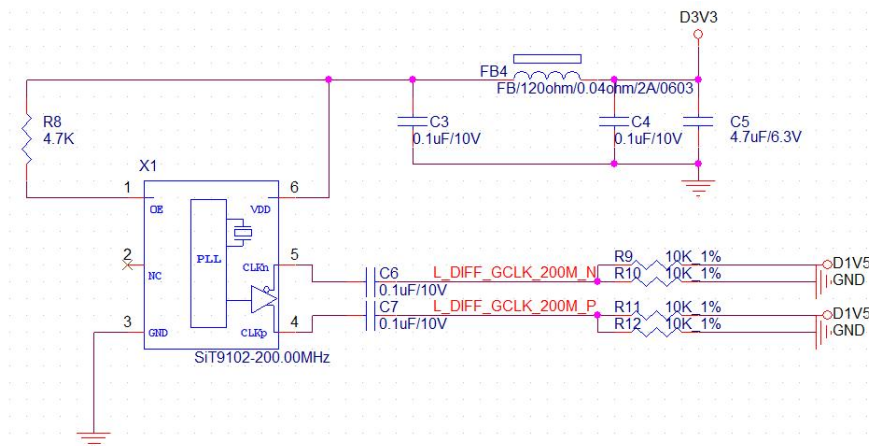 D3V3
FB4
FB/120ohm/0.04ohm/2A/0603
R8
4.7K
C3
0.1uF/10V
C4
0.1uF/10V
C5
4.7uF/6.3V
X1
1
6
OE
VDD
PLL
2
NC
5
CLKn
C6
0.1uF/10V
L_DIFF_GCLK_200M_N
R9 10K_1%
R10 10K_1%
D1V5
GND
3
GND
4
CLKp
C7
0.1uF/10V
L_DIFF_GCLK_200M_P
R11 10K_1%
R12 10K_1%
D1V5
GND
SiT9102-200.00MHz